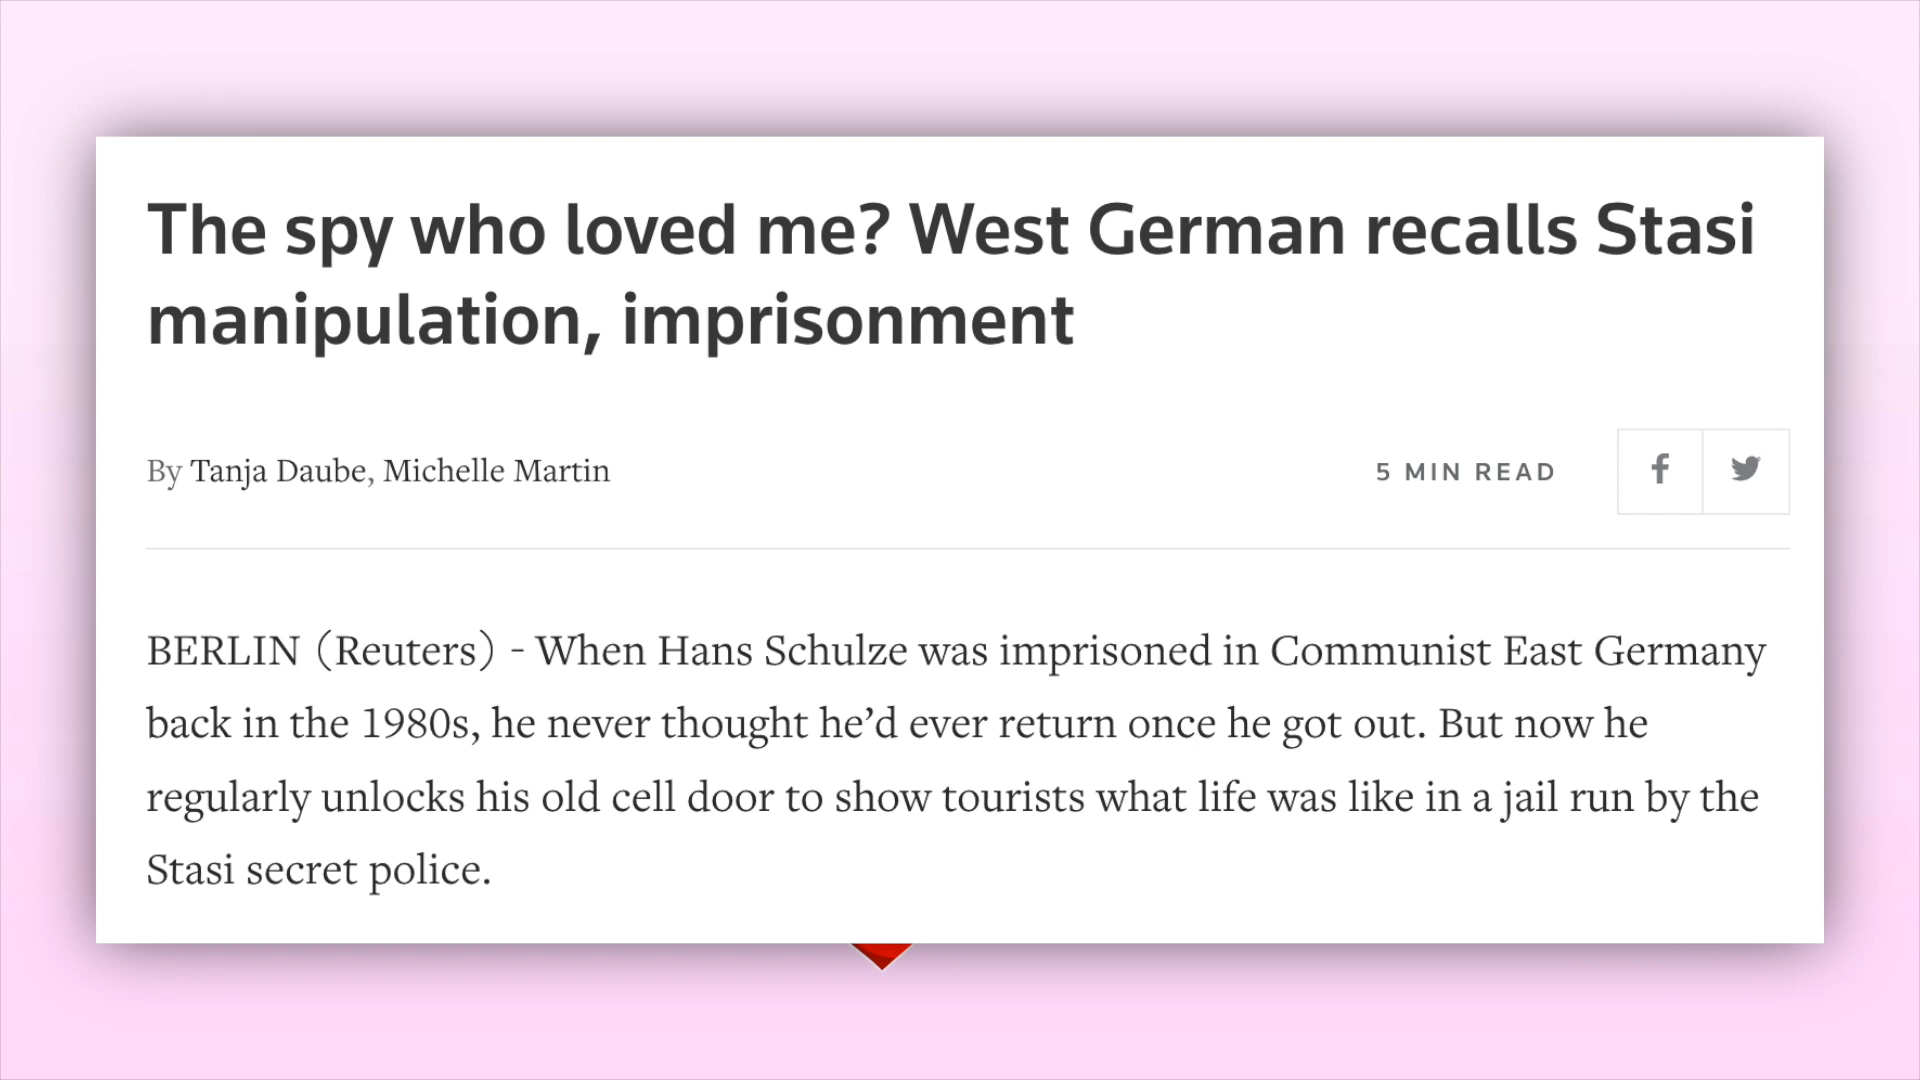 The spy who loved me? West German recalls Stasi
manipulation, imprisonment
By Tanja Daube, Michelle Martin
5 MIN READ
BERLIN (Reuters) - When Hans Schulze was imprisoned in Communist East Germany
back in the 1980s, he never thought he’d ever return once he got out. But now he
regularly unlocks his old cell door to show tourists what life was like in a jail run by the
Stasi secret police.